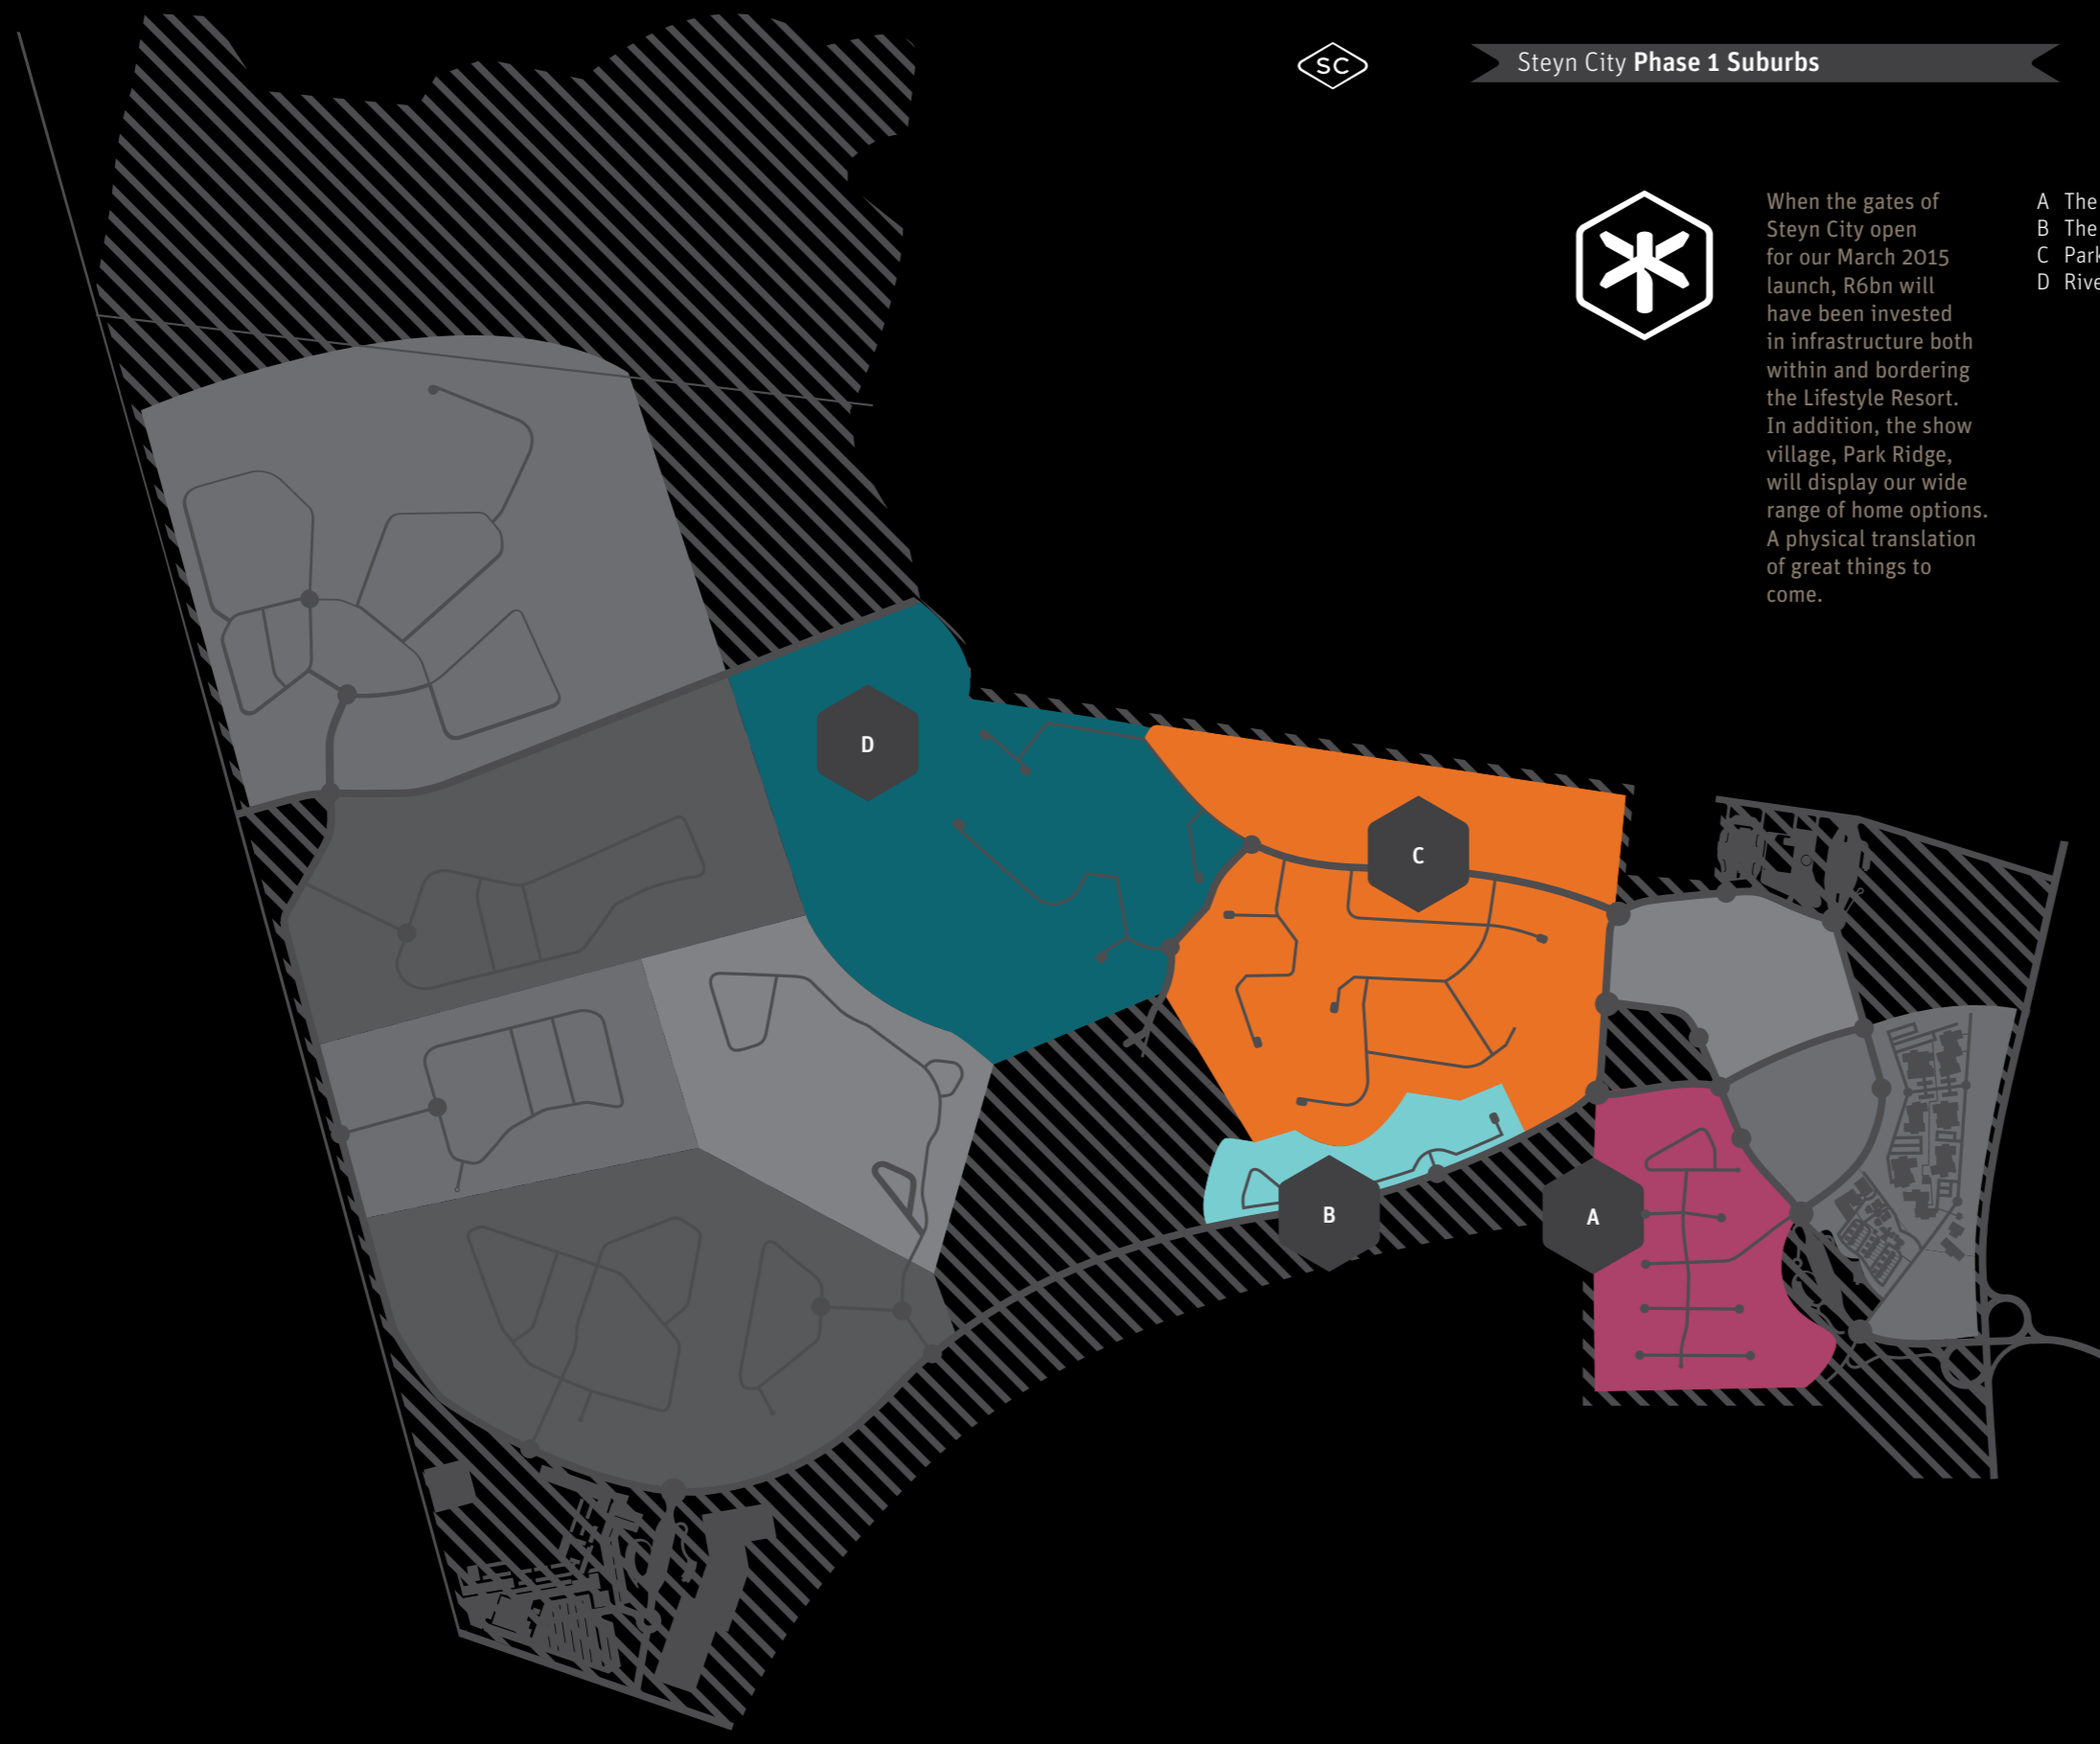 SC
Steyn City Phase 1 Suburbs
When the gates of
Steyn City open
for our March 2015
launch, R6bn will
have been invested
in infrastructure both
within and bordering
the Lifestyle Resort.
In addition, the show
village, Park Ridge,
will display our wide
range of home options.
A physical translation
of great things to
come.
A The
B The
C Park
D Rive
D
C
B
A